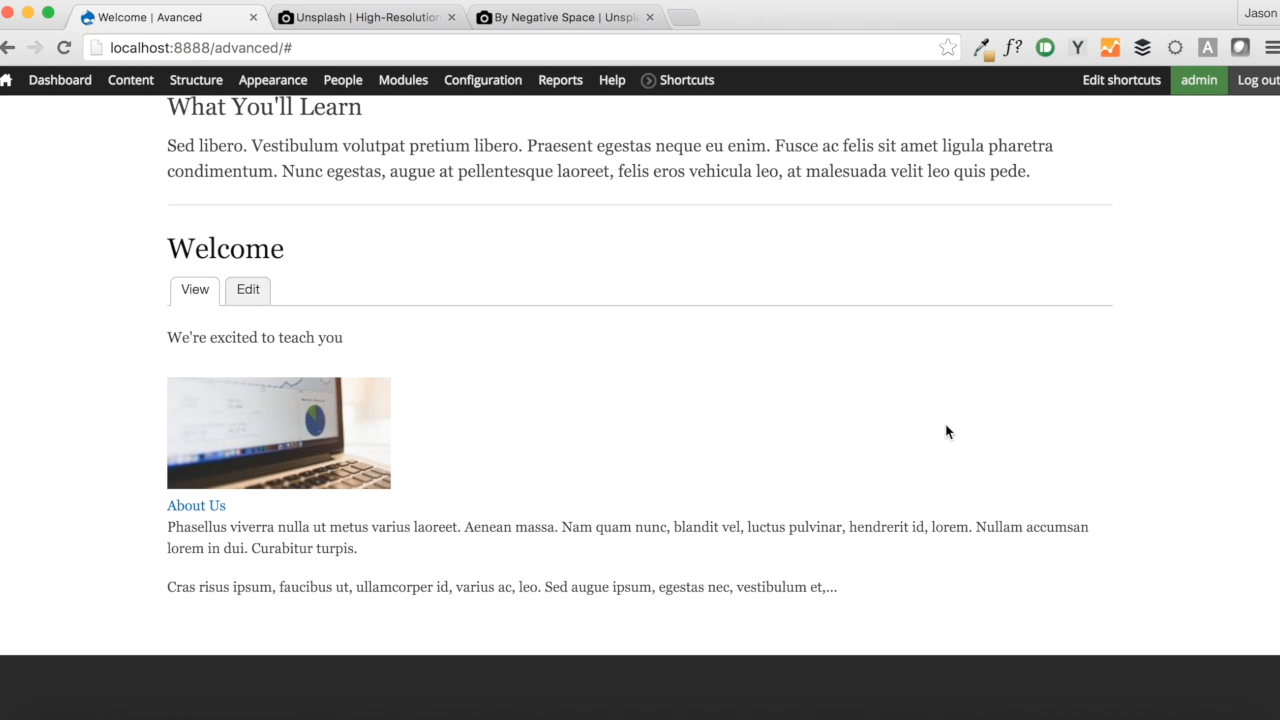 Welcome | Avanced
Unsplash | High-Resolution
By Negative Space | Unspl
Jason
localhost:8888/advanced/#
f?
Y
A
Dashboard Content Structure Appearance People Modules Configuration Reports Help Shortcuts Edit shortcuts admin Log out
What You'll Learn
Sed libero. Vestibulum volutpat pretium libero. Praesent egestas neque eu enim. Fusce ac felis sit amet ligula pharetra
condimentum. Nunc egestas, augue at pellentesque laoreet, felis eros vehicula leo, at malesuada velit leo quis pede.
Welcome
View Edit
We're excited to teach you
About Us
Phasellus viverra nulla ut metus varius laoreet. Aenean massa. Nam quam nunc, blandit vel, luctus pulvinar, hendrerit id, lorem. Nullam accumsan
lorem in dui. Curabitur turpis.
Cras risus ipsum, faucibus ut, ullamcorper id, varius ac, leo. Sed augue ipsum, egestas nec, vestibulum et,...